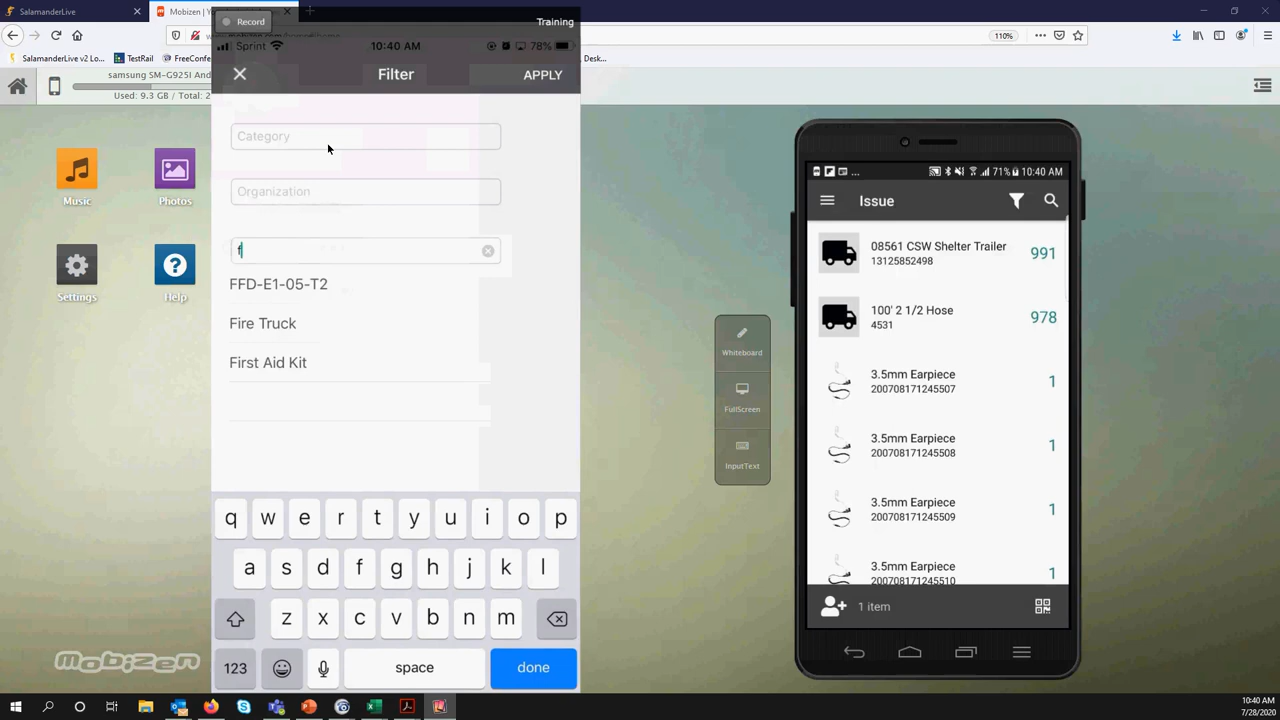 SalamanderLive
Mobizen | Yo
Record
Training
Sprint
10:40 AM
78%
110%
SalamanderLive v2 Lo...
TestRail
FreeConfe
Desk...
samsung SM-G925I And
Used: 9.3 GB / Total: 2
Filter
APPLY
Category
Organization
f
FFD-E1-05-T2
Fire Truck
First Aid Kit
Music
Photos
Settings
Help
q w e r t y u i o p
a s d f g h j k l
z x c v b n m
123
space
done
MOBIZEN
Whiteboard
FullScreen
InputText
...
71%
10:40 AM
Issue
08561 CSW Shelter Trailer
13125852498
991
100' 2 1/2 Hose
4531
978
3.5mm Earpiece
200708171245507
1
3.5mm Earpiece
200708171245508
1
3.5mm Earpiece
200708171245509
1
3.5mm Earpiece
200708171245510
1
1 item
10:40 AM
7/28/2020